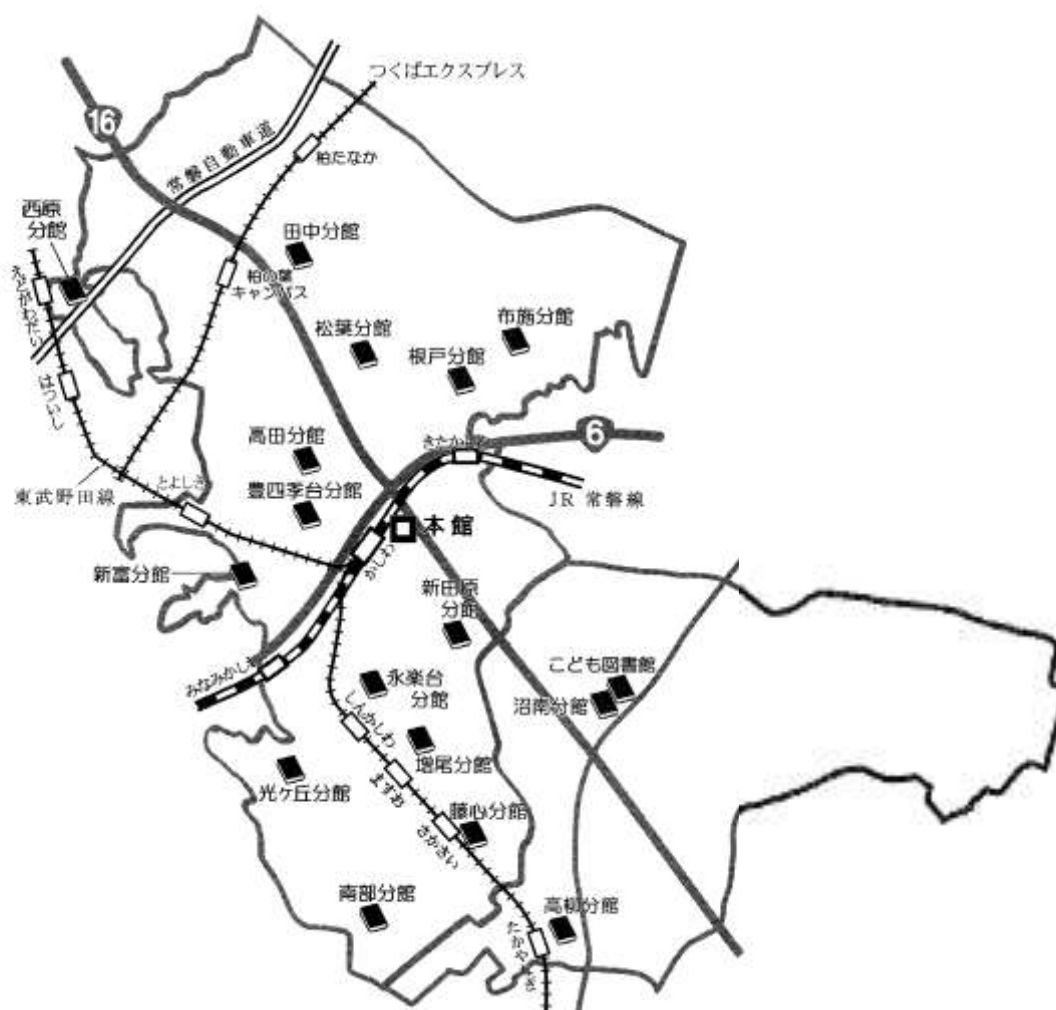 つくばエクスプレス
16
常磐自動車道
柏たなか
西原
分館
田中分館
柏の葉
キャンパス
えどがわだい
松葉分館
布施分館
根戸分館
はついし
高田分館
きたか
6
とよしき
東武野田線
豊四季台分館
JR 常磐線
本館
かしわ
新富分館
新田原
分館
みなみかしわ
永楽台
分館
こども図書館
沼南分館
しんかしわ
増尾分館
光ヶ丘分館
ますお
藤心分館
さかさい
南部分館
高柳分館
たかやなぎ